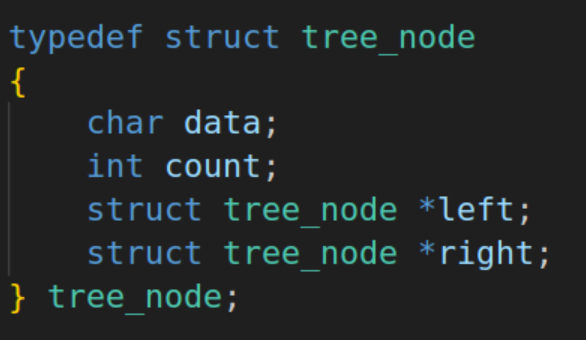 typedef struct tree_node
{
    char data;
    int count;
    struct tree_node *left;
    struct tree_node *right;
} tree_node;